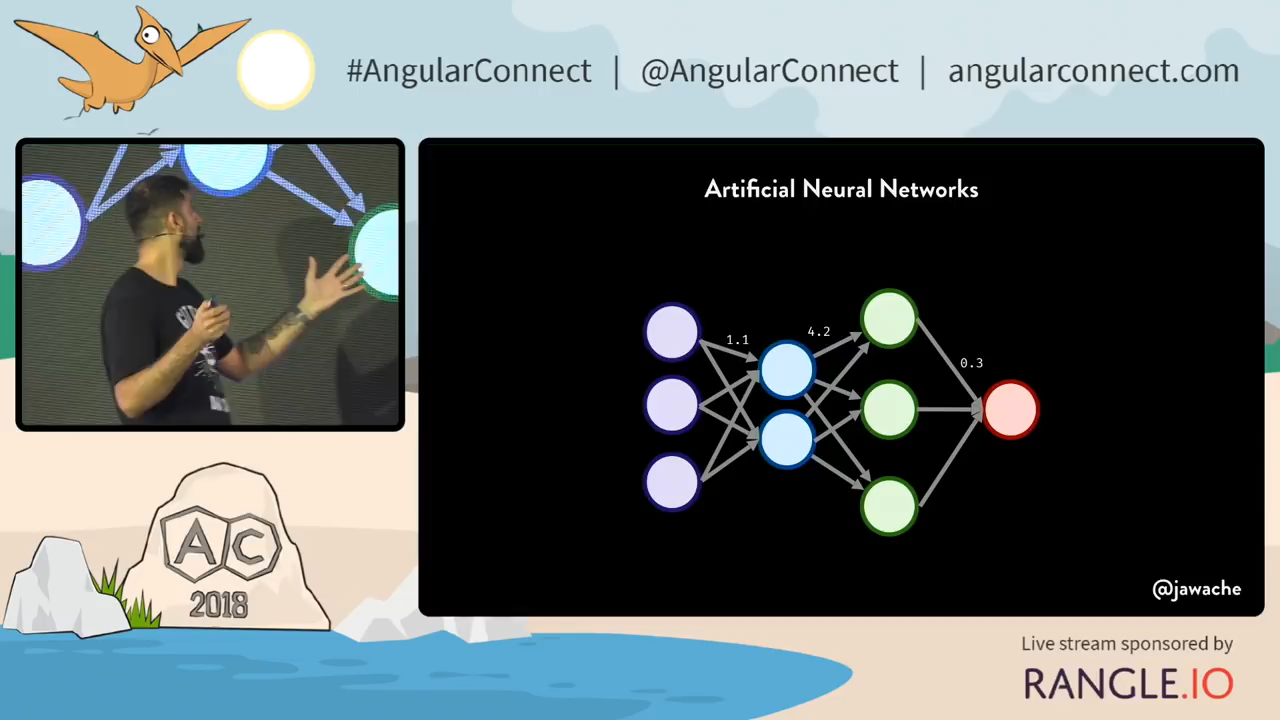 #AngularConnect | @AngularConnect | angularconnect.com
Artificial Neural Networks
1.1
4.2
0.3
@jawache
AC
2018
Live stream sponsored by
RANGLE.IO